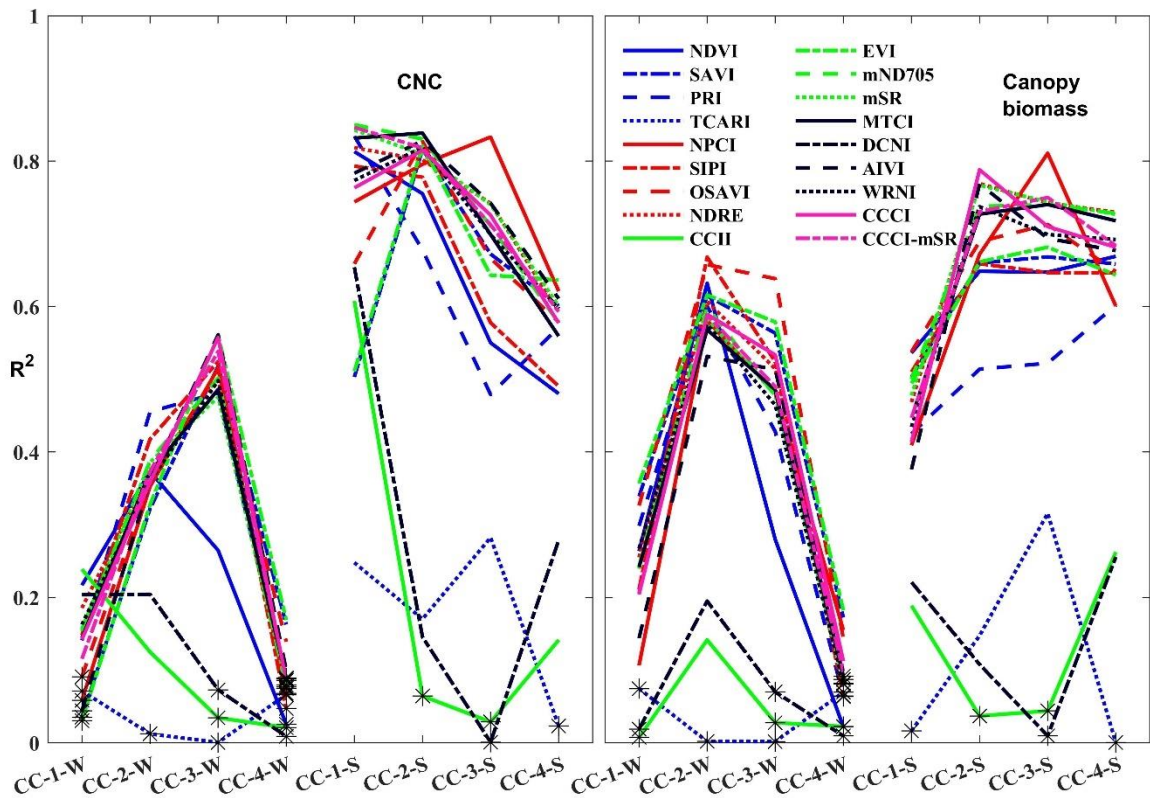 1
0.8
0.6
0.4
0.2
0
R2
CNC
NDVI
SAVI
PRI
TCARI
NPCI
SIPI
OSAVI
NDRE
CCII
EVI
mND705
mSR
MTCI
DCNI
AIVI
WRNI
CCCI
CCCI-mSR
Canopy
biomass
CC-1-W CC-2-W CC-3-W CC-4-W CC-1-S CC-2-S CC-3-S CC-4-S
CC-1-W CC-2-W CC-3-W CC-4-W CC-1-S CC-2-S CC-3-S CC-4-S